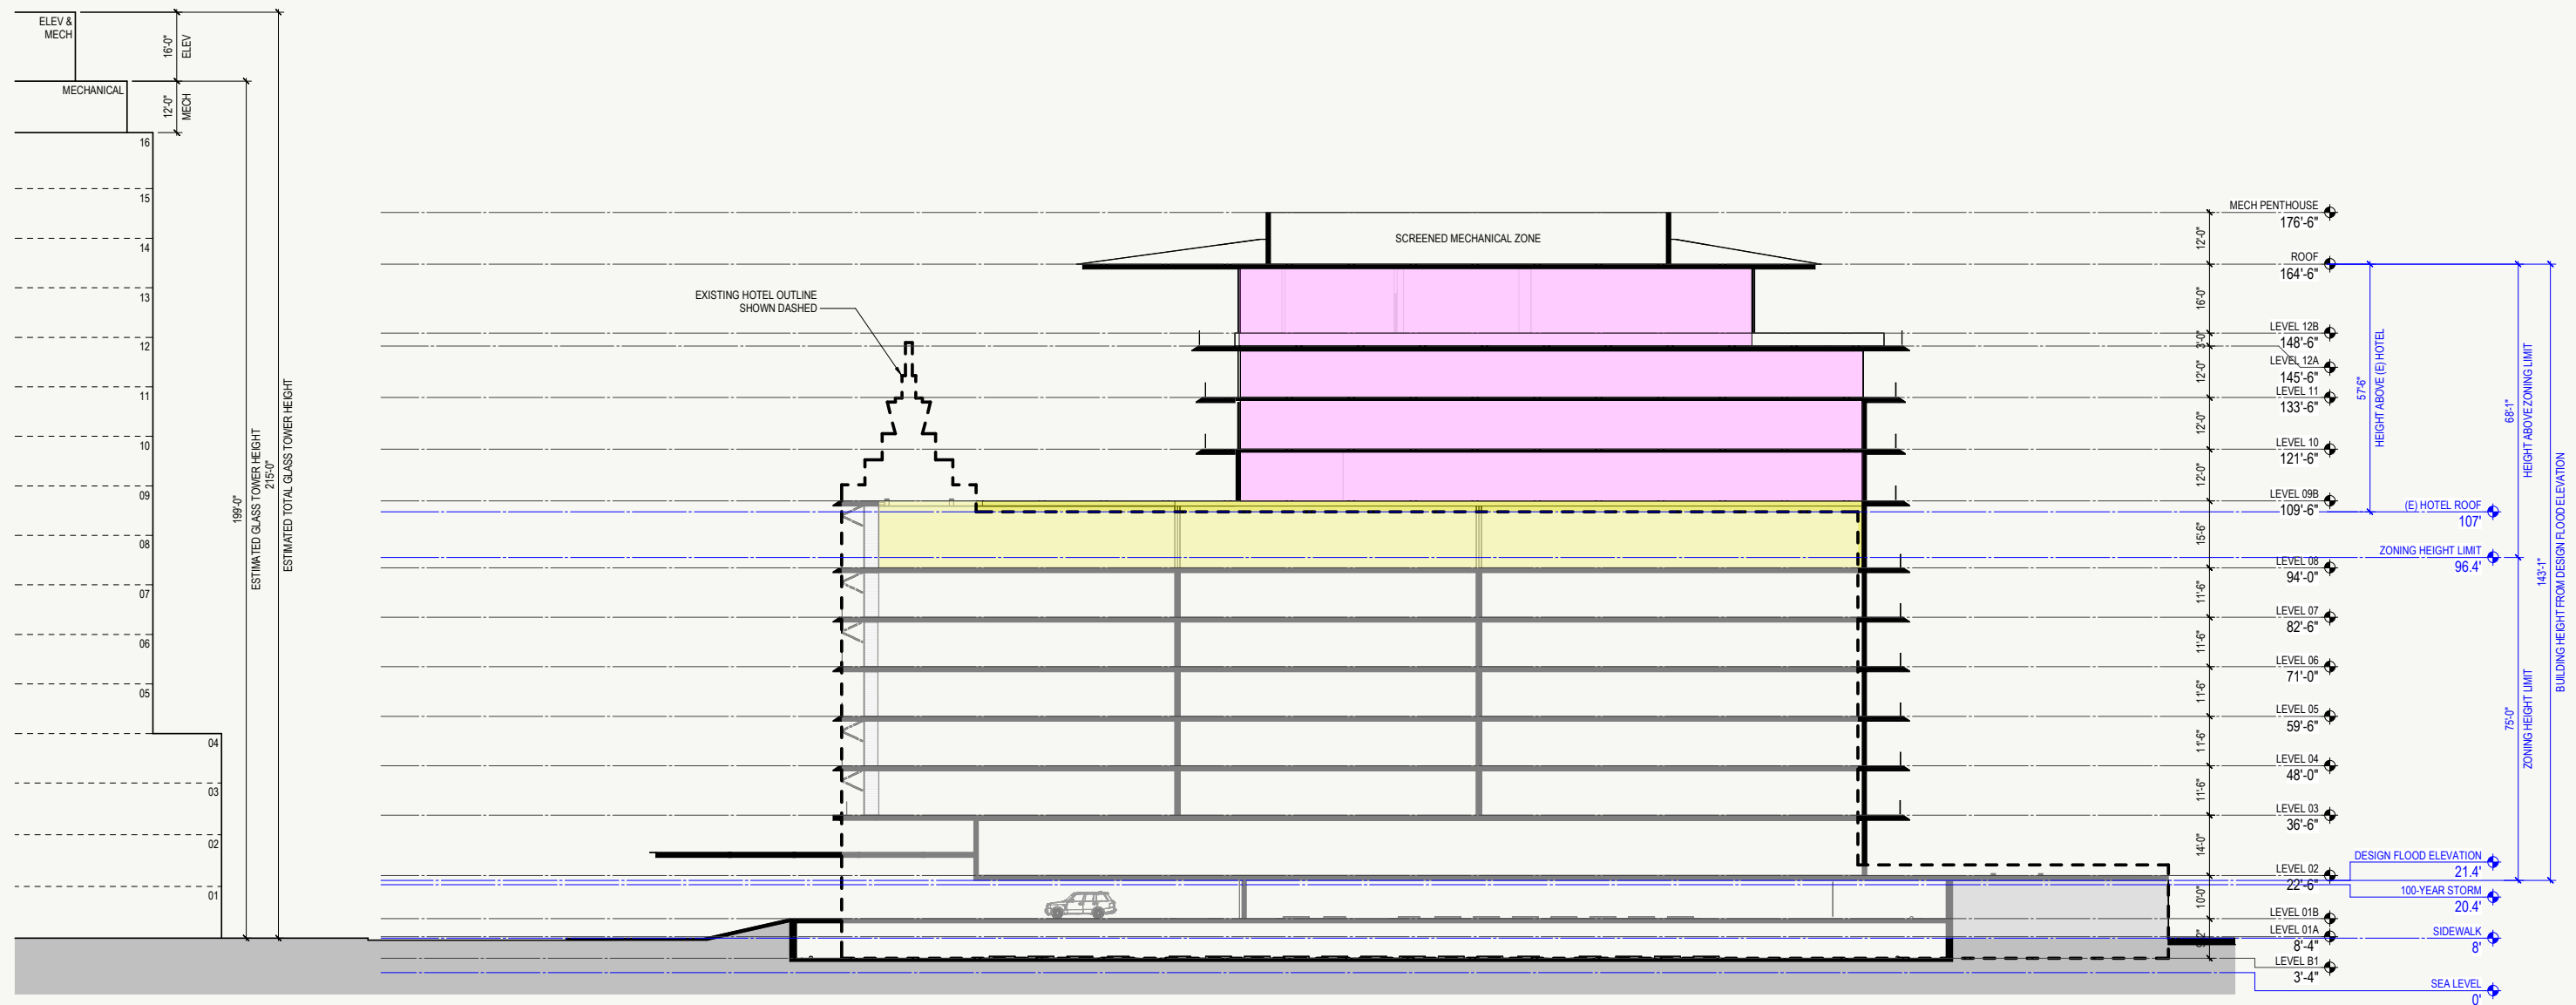 ELEV &
MECH
16'-0"
ELEV
MECHANICAL
12'-0"
MECH
16
15
14
13
12
11
10
09
08
07
06
05
04
03
02
01
199'-0"
ESTIMATED GLASS TOWER HEIGHT
215'-0"
ESTIMATED TOTAL GLASS TOWER HEIGHT
EXISTING HOTEL OUTLINE
SHOWN DASHED
SCREENED MECHANICAL ZONE
12'-0"
16'-0"
3'-0"
12'-0"
12'-0"
12'-0"
15'-6"
11'-6"
11'-6"
11'-6"
11'-6"
11'-6"
14'-0"
10'-0"
MECH PENTHOUSE
176'-6"
ROOF
164'-6"
LEVEL 12B
148'-6"
LEVEL 12A
145'-6"
LEVEL 11
133'-6"
LEVEL 10
121'-6"
LEVEL 09B
109'-6"
LEVEL 08
94'-0"
LEVEL 07
82'-6"
LEVEL 06
71'-0"
LEVEL 05
59'-6"
LEVEL 04
48'-0"
LEVEL 03
36'-6"
LEVEL 02
22'-6"
LEVEL 01B
LEVEL 01A
8'-4"
LEVEL B1
3'-4"
57'-6"
HEIGHT ABOVE (E) HOTEL
(E) HOTEL ROOF
107'
ZONING HEIGHT LIMIT
96.4'
DESIGN FLOOD ELEVATION
21.4'
100-YEAR STORM
20.4'
SIDEWALK
8'
SEA LEVEL
0'
68'-1"
HEIGHT ABOVE ZONING LIMIT
75'-0"
ZONING HEIGHT LIMIT
143'-1"
BUILDING HEIGHT FROM DESIGN FLOOD ELEVATION